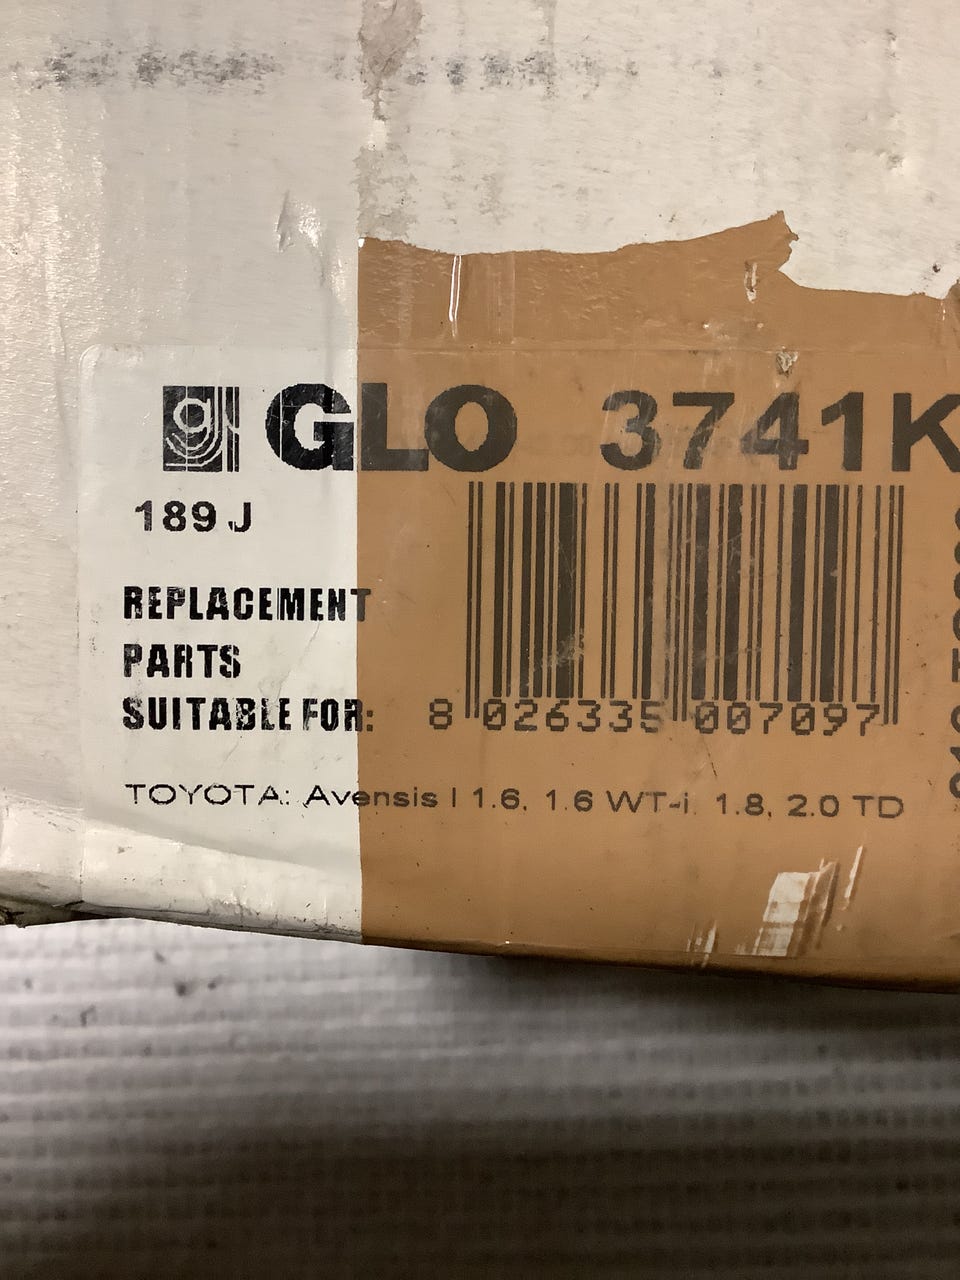 g GLO 3741K
189 J
REPLACEMENT
PARTS
SUITABLE FOR:
8 026335 007097
TOYOTA: Avensis I 1.6, 1.6 WT-i, 1.8, 2.0 TD